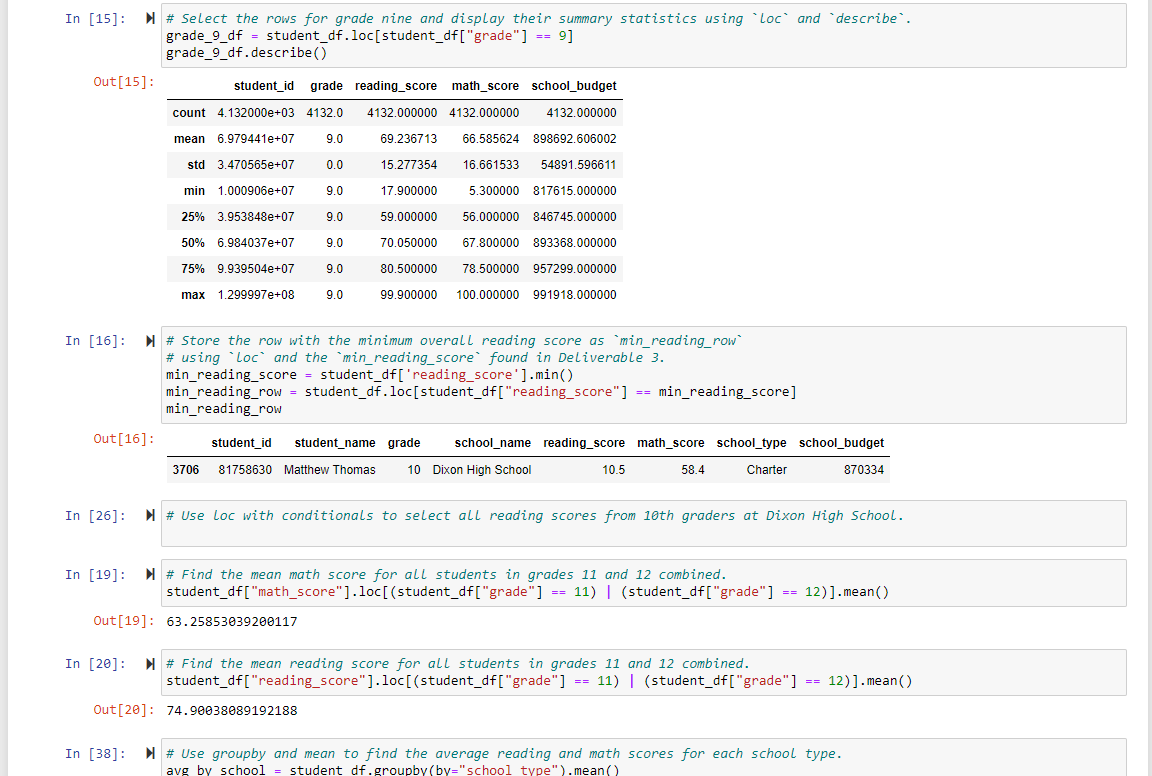 In [15]: # Select the rows for grade nine and display their summary statistics using `loc` and `describe`.
grade_9_df = student_df.loc[student_df["grade"] == 9]
grade_9_df.describe()
Out[15]:
student_id grade reading_score math_score school_budget
count 4.132000e+03 4132.0 4132.000000 4132.000000 4132.000000
mean 6.979441e+07 9.0 69.236713 66.585624 898692.606002
std 3.470565e+07 0.0 15.277354 16.661533 54891.596611
min 1.000906e+07 9.0 17.900000 5.300000 817615.000000
25% 3.953848e+07 9.0 59.000000 56.000000 846745.000000
50% 6.984037e+07 9.0 70.050000 67.800000 893368.000000
75% 9.939504e+07 9.0 80.500000 78.500000 957299.000000
max 1.299997e+08 9.0 99.900000 100.000000 991918.000000
In [16]: # Store the row with the minimum overall reading score as `min_reading_row`
# using `loc` and the `min_reading_score` found in Deliverable 3.
min_reading_score = student_df['reading_score'].min()
min_reading_row = student_df.loc[student_df["reading_score"] == min_reading_score]
min_reading_row
Out[16]:
student_id student_name grade school_name reading_score math_score school_type school_budget
3706 81758630 Matthew Thomas 10 Dixon High School 10.5 58.4 Charter 870334
In [26]: # Use loc with conditionals to select all reading scores from 10th graders at Dixon High School.
In [19]: # Find the mean math score for all students in grades 11 and 12 combined.
student_df["math_score"].loc[(student_df["grade"] == 11) | (student_df["grade"] == 12)].mean()
Out[19]: 63.25853039200117
In [20]: # Find the mean reading score for all students in grades 11 and 12 combined.
student_df["reading_score"].loc[(student_df["grade"] == 11) | (student_df["grade"] == 12)].mean()
Out[20]: 74.90038089192188
In [38]: # Use groupby and mean to find the average reading and math scores for each school type.
avg_by_school = student_df.groupby(by="school_type").mean()